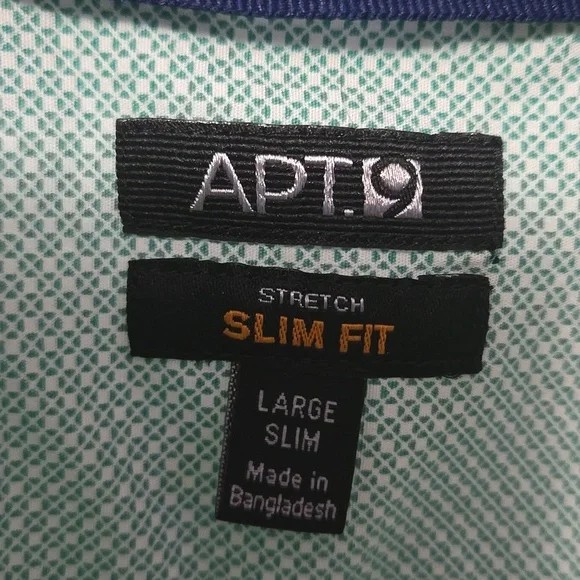 APT.9
STRETCH
SLIM FIT
LARGE
SLIM
Made in
Bangladesh